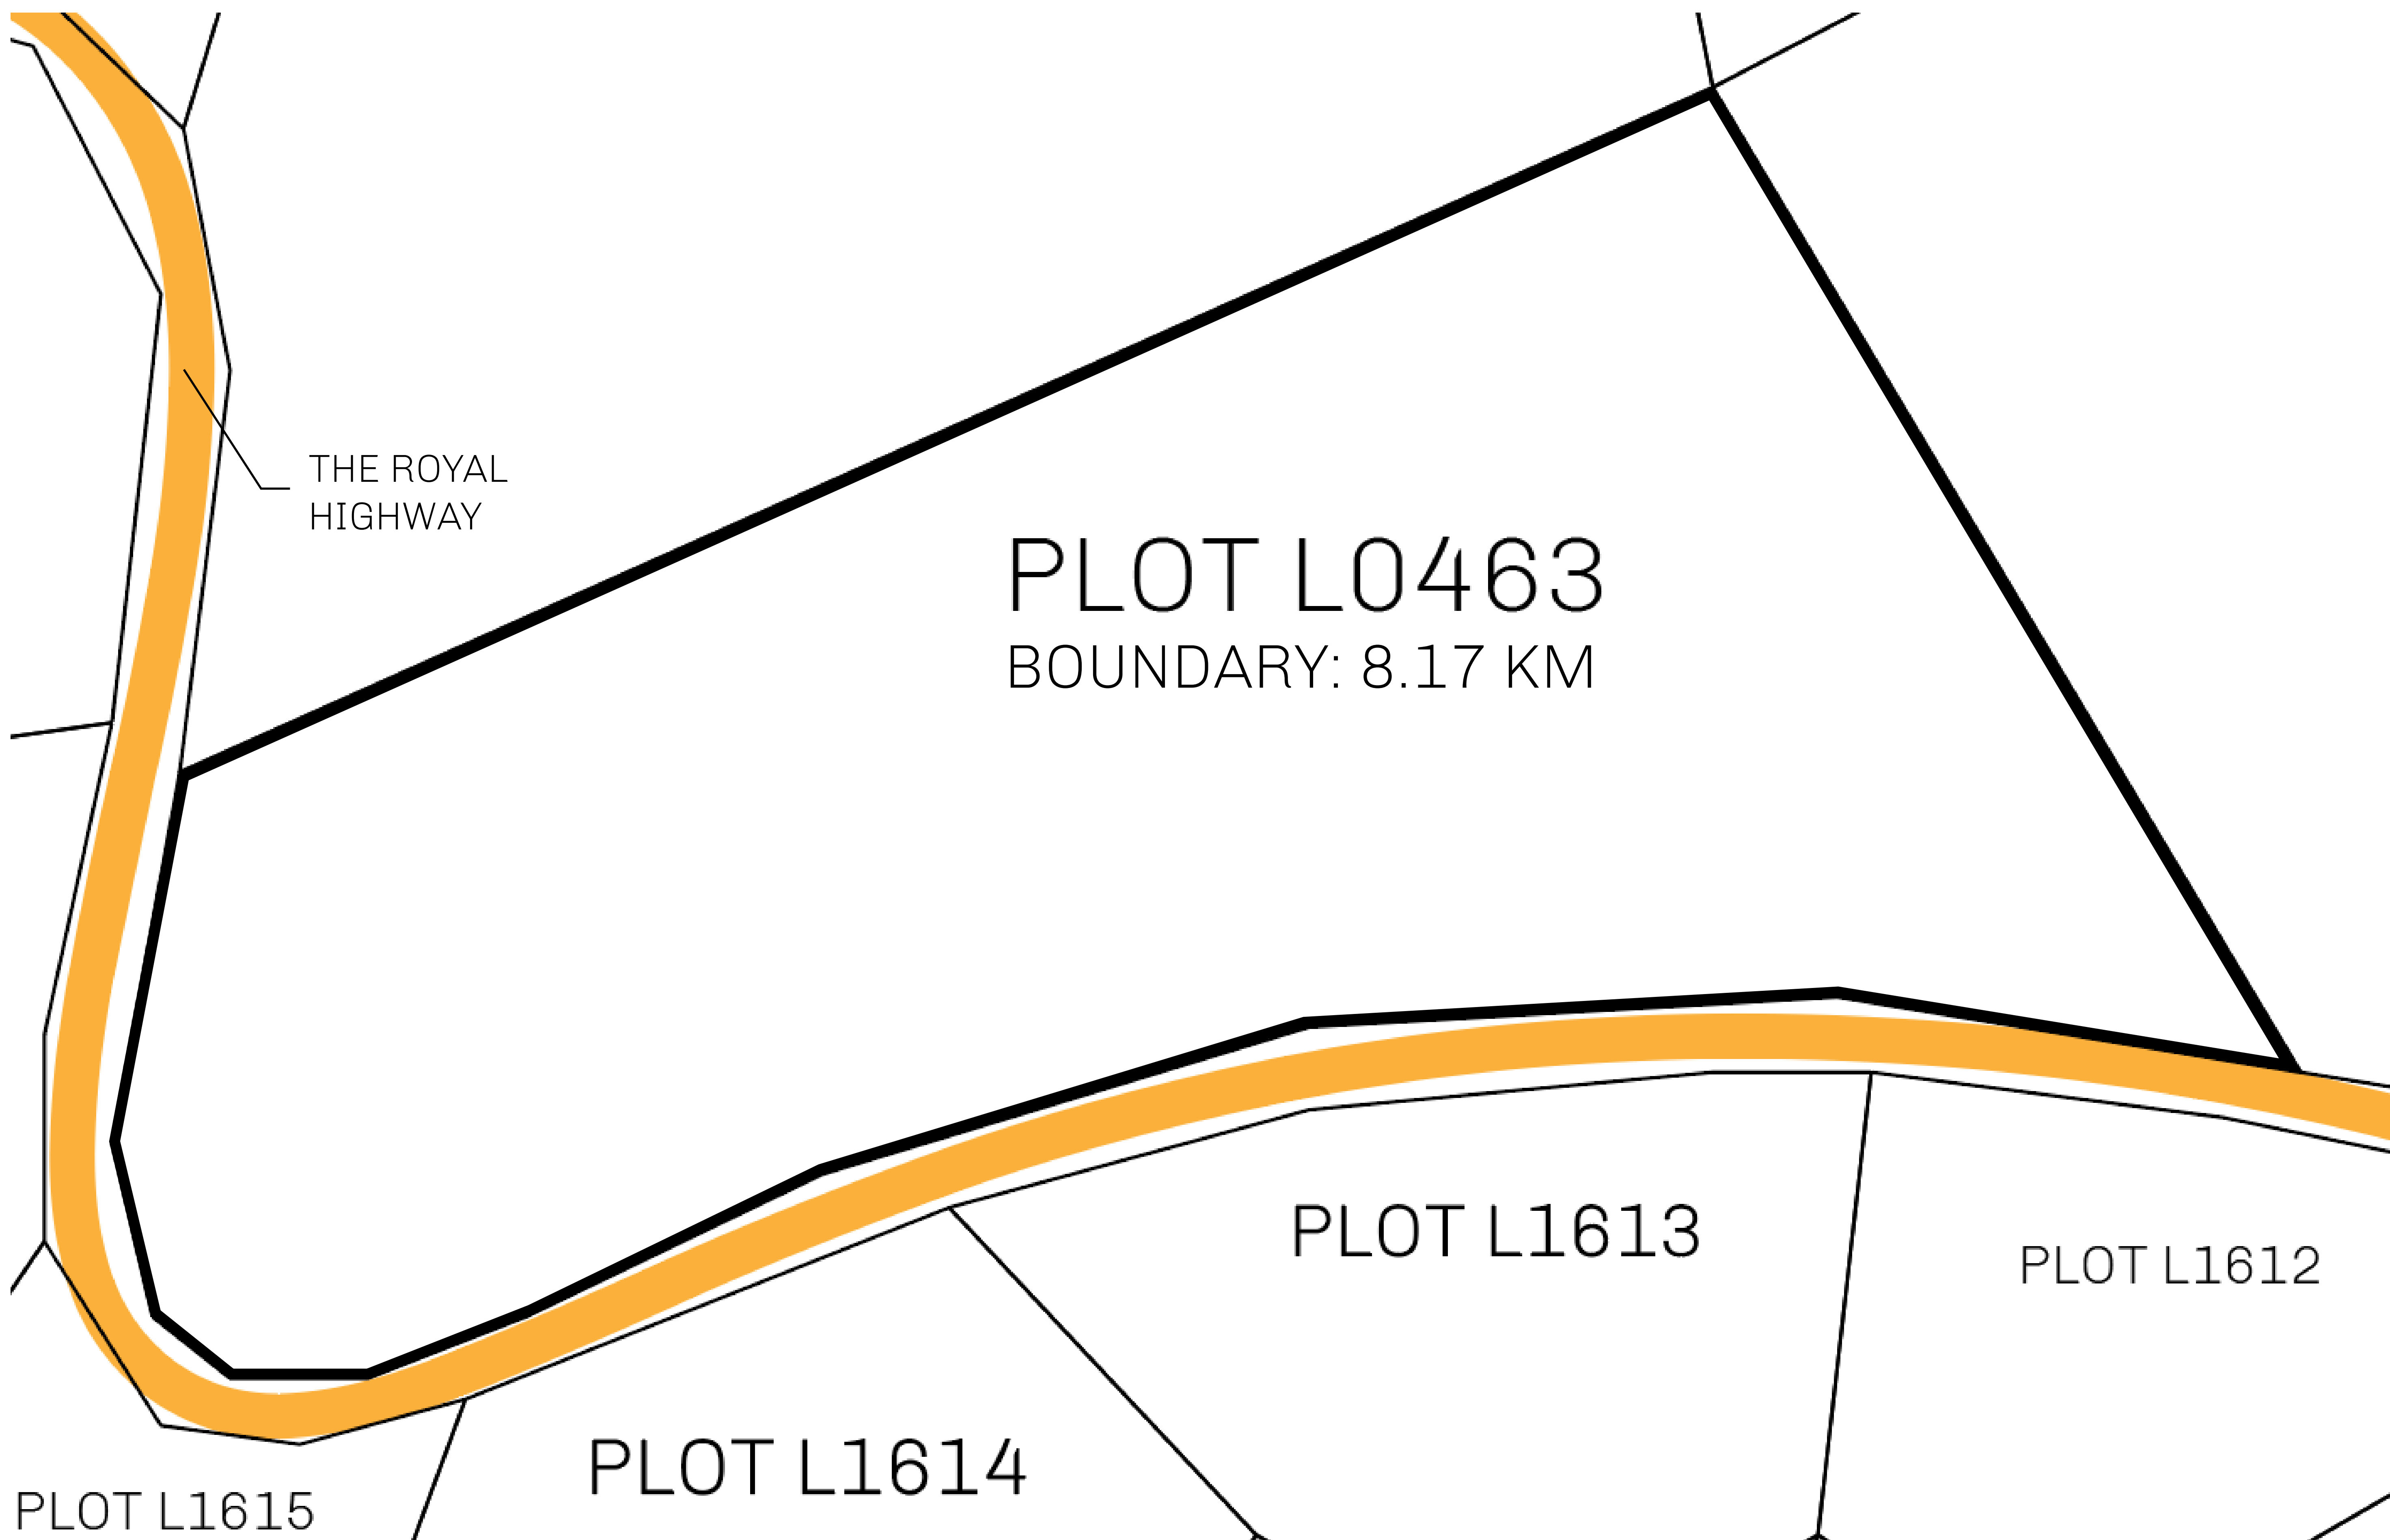 THE ROYAL
HIGHWAY
PLOT L0463
BOUNDARY: 8.17 KM
PLOT L1613
PLOT L1612
PLOT L1614
PLOT L1615